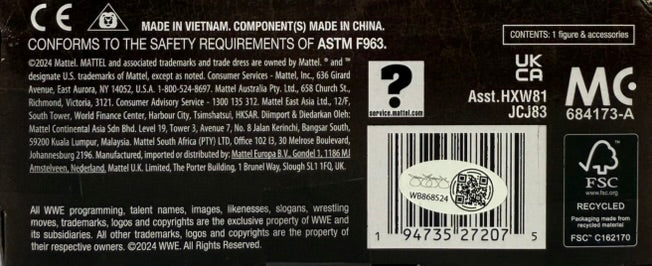 CE
MADE IN VIETNAM. COMPONENT(S) MADE IN CHINA.
CONFORMS TO THE SAFETY REQUIREMENTS OF ASTM F963.
©2024 Mattel. MATTEL and associated trademarks and trade dress are owned by Mattel. ® and ™
designate U.S. trademarks of Mattel, except as noted. Consumer Services - Mattel, Inc., 636 Girard
Avenue, East Aurora, NY 14052, U.S.A. 1-800-524-8697. Mattel Australia Pty. Ltd., 658 Church St.,
Richmond, Victoria, 3121. Consumer Advisory Service - 1300 135 312. Mattel East Asia Ltd., 12/F,
South Tower, World Finance Center, Harbour City, Tsimshatsui, HKSAR. Diimport & Diedarkan Oleh:
Mattel Continental Asia Sdn Bhd. Level 19, Tower 3, Avenue 7, No. 8 Jalan Kerinchi, Bangsar South,
59200 Kuala Lumpur, Malaysia. Mattel South Africa (PTY) LTD, Office 102 I3, 30 Melrose Boulevard,
Johannesburg 2196. Manufactured, imported or distributed by: Mattel Europa B.V., Gondel 1, 1186 MJ
Amstelveen, Nederland. Mattel U.K. Limited, The Porter Building, 1 Brunel Way, Slough SL1 1FQ, UK.
All WWE programming, talent names, images, likenesses, slogans, wrestling
moves, trademarks, logos and copyrights are the exclusive property of WWE and
its subsidiaries. All other trademarks, logos and copyrights are the property of
their respective owners. ©2024 WWE. All Rights Reserved.
CONTENTS: 1 figure & accessories
?
service.mattel.com
UK
CA
Asst.HXW81
JCJ83
MC
684173-A
WB868524
1 94735 27207 5
FSC
www.fsc.org
RECYCLED
Packaging made from
recycled material
FSC™ C162170